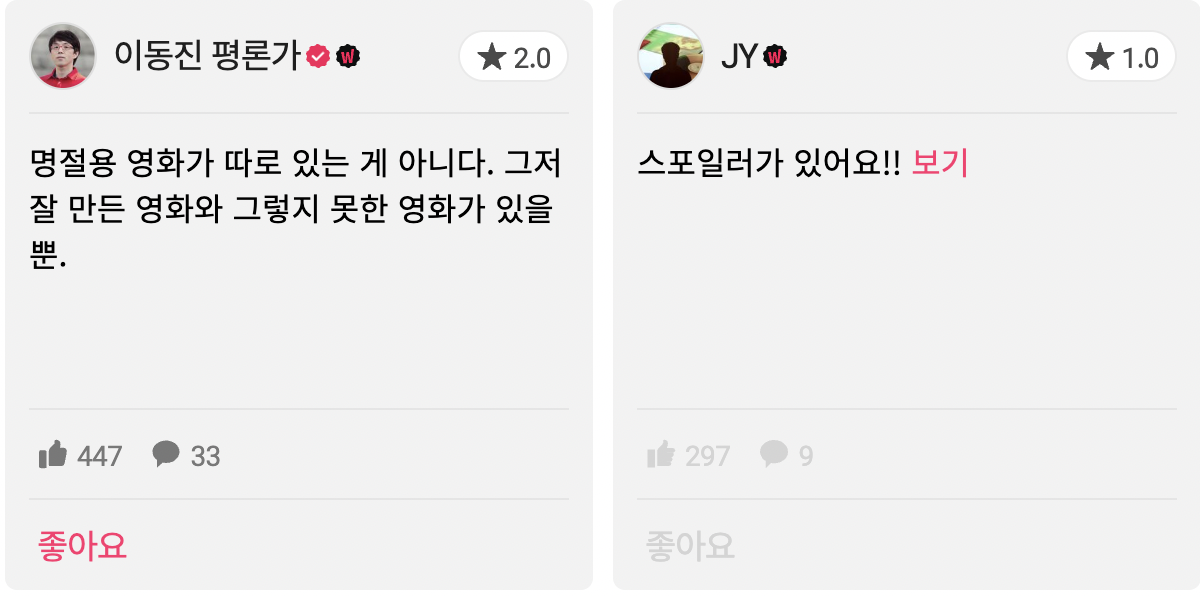 이동진 평론가 W
★ 2.0
명절용 영화가 따로 있는 게 아니다. 그저
잘 만든 영화와 그렇지 못한 영화가 있을
뿐.
447 33
좋아요
JY W
★ 1.0
스포일러가 있어요!! 보기
297 9
좋아요